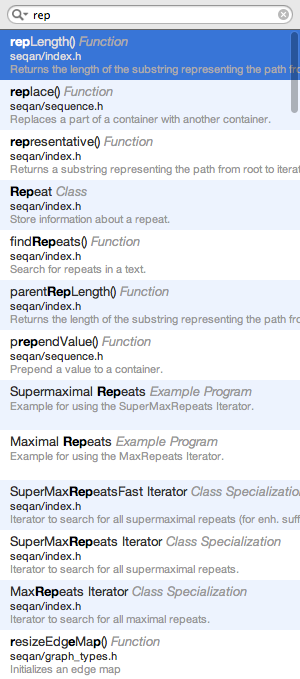 rep
repLength() Function
seqan/index.h
Returns the length of the substring representing the path from
replace() Function
seqan/sequence.h
Replaces a part of a container with another container.
representative() Function
seqan/index.h
Returns a substring representing the path from root to iterat
Repeat Class
seqan/index.h
Store information about a repeat.
findRepeats() Function
seqan/index.h
Search for repeats in a text.
parentRepLength() Function
seqan/index.h
Returns the length of the substring representing the path from
prependValue() Function
seqan/sequence.h
Prepend a value to a container.
Supermaximal Repeats Example Program
Example for using the SuperMaxRepeats Iterator.
Maximal Repeats Example Program
Example for using the MaxRepeats Iterator.
SuperMaxRepeatsFast Iterator Class Specialization
seqan/index.h
Iterator to search for all supermaximal repeats (for enh. suff
SuperMaxRepeats Iterator Class Specialization
seqan/index.h
Iterator to search for all supermaximal repeats.
MaxRepeats Iterator Class Specialization
seqan/index.h
Iterator to search for all maximal repeats.
resizeEdgeMap() Function
seqan/graph_types.h
Initializes an edge map